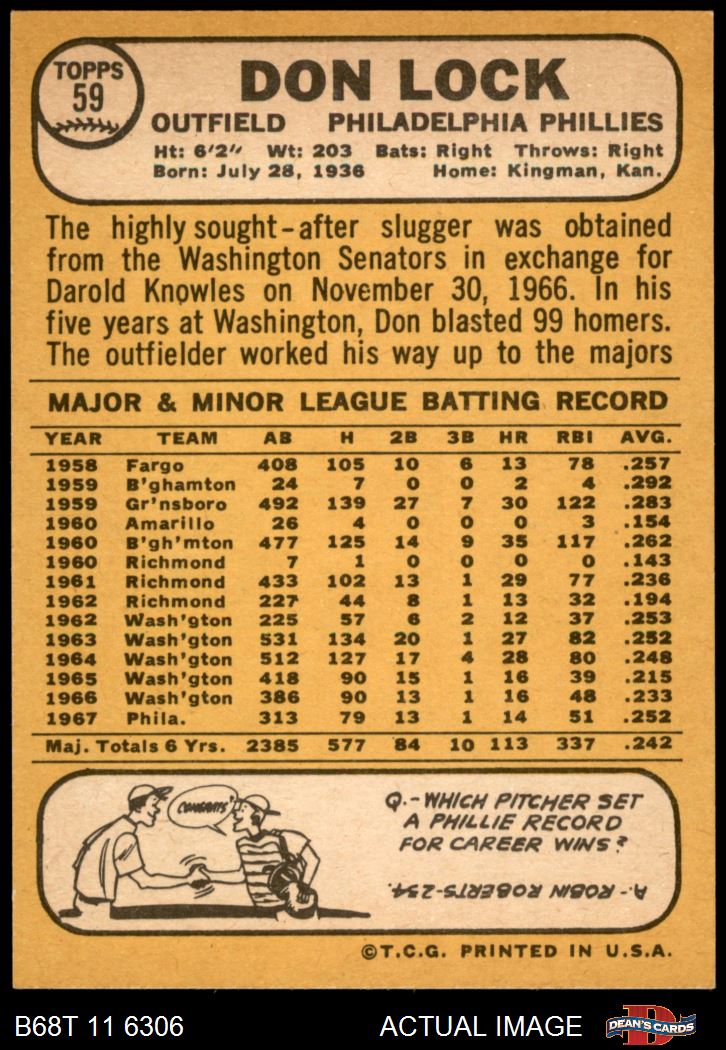 TOPPS
59
DON LOCK
OUTFIELD PHILADELPHIA PHILLIES
Ht: 6'2" Wt: 203 Bats: Right Throws: Right
Born: July 28, 1936 Home: Kingman, Kan.
The highly sought-after slugger was obtained
from the Washington Senators in exchange for
Darold Knowles on November 30, 1966. In his
five years at Washington, Don blasted 99 homers.
The outfielder worked his way up to the majors
MAJOR & MINOR LEAGUE BATTING RECORD
YEAR TEAM AB H 2B 3B HR RBI AVG.
1958 Fargo 408 105 10 6 13 78 .257
1959 B'ghamton 24 7 0 0 2 4 .292
1959 Gr'nsboro 492 139 27 7 30 122 .283
1960 Amarillo 26 4 0 0 0 3 .154
1960 B'gh'mton 477 125 14 9 35 117 .262
1960 Richmond 7 1 0 0 0 0 .143
1961 Richmond 433 102 13 1 29 77 .236
1962 Richmond 227 44 8 1 13 32 .194
1962 Wash'gton 225 57 6 2 12 37 .253
1963 Wash'gton 531 134 20 1 27 82 .252
1964 Wash'gton 512 127 17 4 28 80 .248
1965 Wash'gton 418 90 15 1 16 39 .215
1966 Wash'gton 386 90 13 1 16 48 .233
1967 Phila. 313 79 13 1 14 51 .252
Maj. Totals 6 Yrs. 2385 577 84 10 113 337 .242
CONGRATS!
Q.-WHICH PITCHER SET
A PHILLIE RECORD
FOR CAREER WINS?
A.-ROBIN ROBERTS-234.
©T.C.G. PRINTED IN U.S.A.
B68T 11 6306 ACTUAL IMAGE
D
DEAN'S CARDS